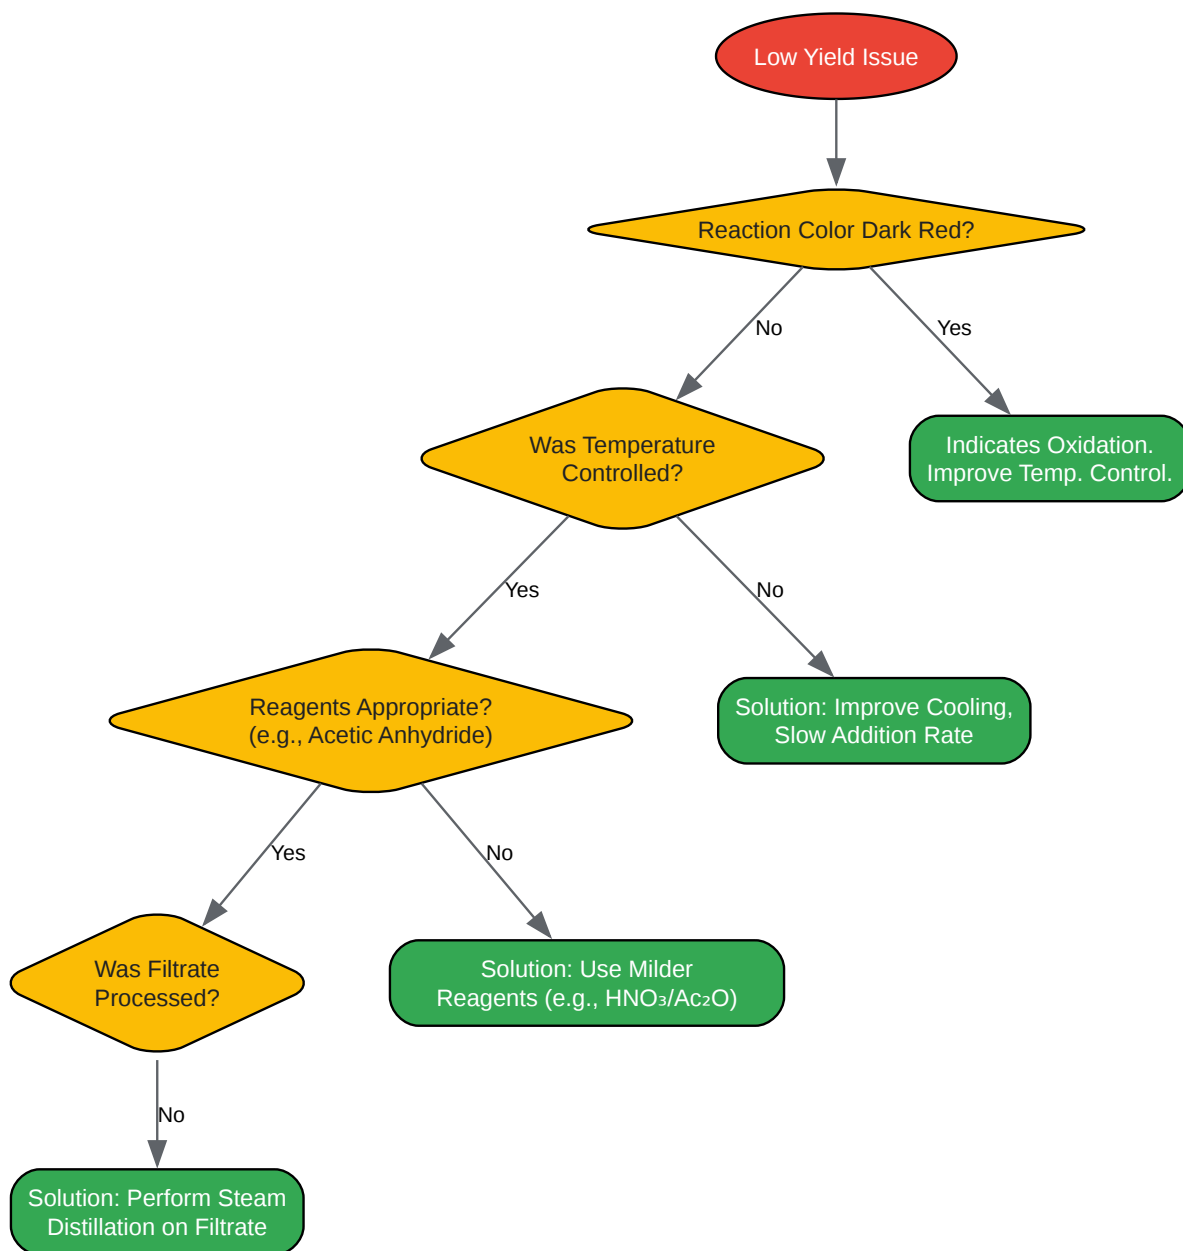 Low Yield Issue
Reaction Color Dark Red?
No
Yes
Was Temperature
Controlled?
Indicates Oxidation.
Improve Temp. Control.
Yes
No
Reagents Appropriate?
(e.g., Acetic Anhydride)
Solution: Improve Cooling,
Slow Addition Rate
Yes
No
Was Filtrate
Processed?
Solution: Use Milder
Reagents (e.g., HNO₃/Ac₂O)
No
Solution: Perform Steam
Distillation on Filtrate